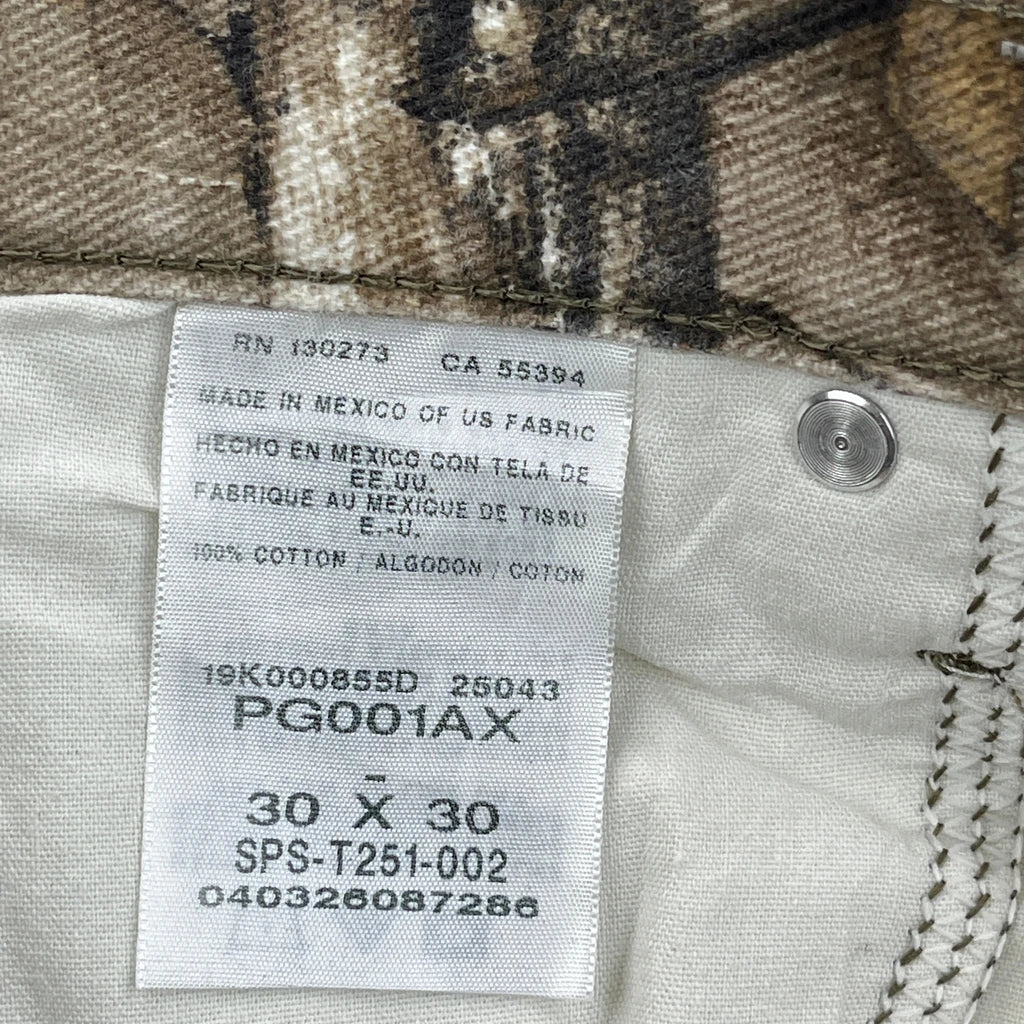 RN 130273 CA 55394
MADE IN MEXICO OF US FABRIC
HECHO EN MEXICO CON TELA DE
EE.UU.
FABRIQUE AU MEXIQUE DE TISSU
E.-U.
100% COTTON / ALGODON / COTON
19K000855D 25043
PG001AX
-
30 X 30
SPS-T251-002
040326087286